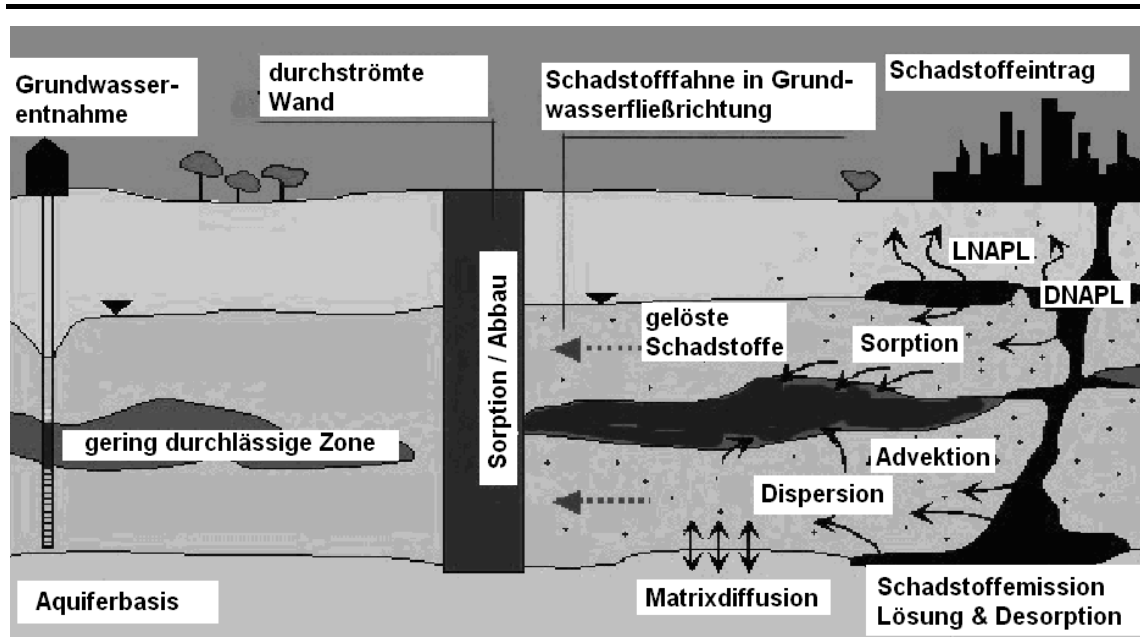 Grundwasser-
entnahme
durchströmte
Wand
Schadstofffahne in Grund-
wasserfließrichtung
Schadstoffeintrag
LNAPL
DNAPL
gelöste
Schadstoffe
Sorption
Sorption / Abbau
gering durchlässige Zone
Advektion
Dispersion
Aquiferbasis
Matrixdiffusion
Schadstoffemission
Lösung & Desorption